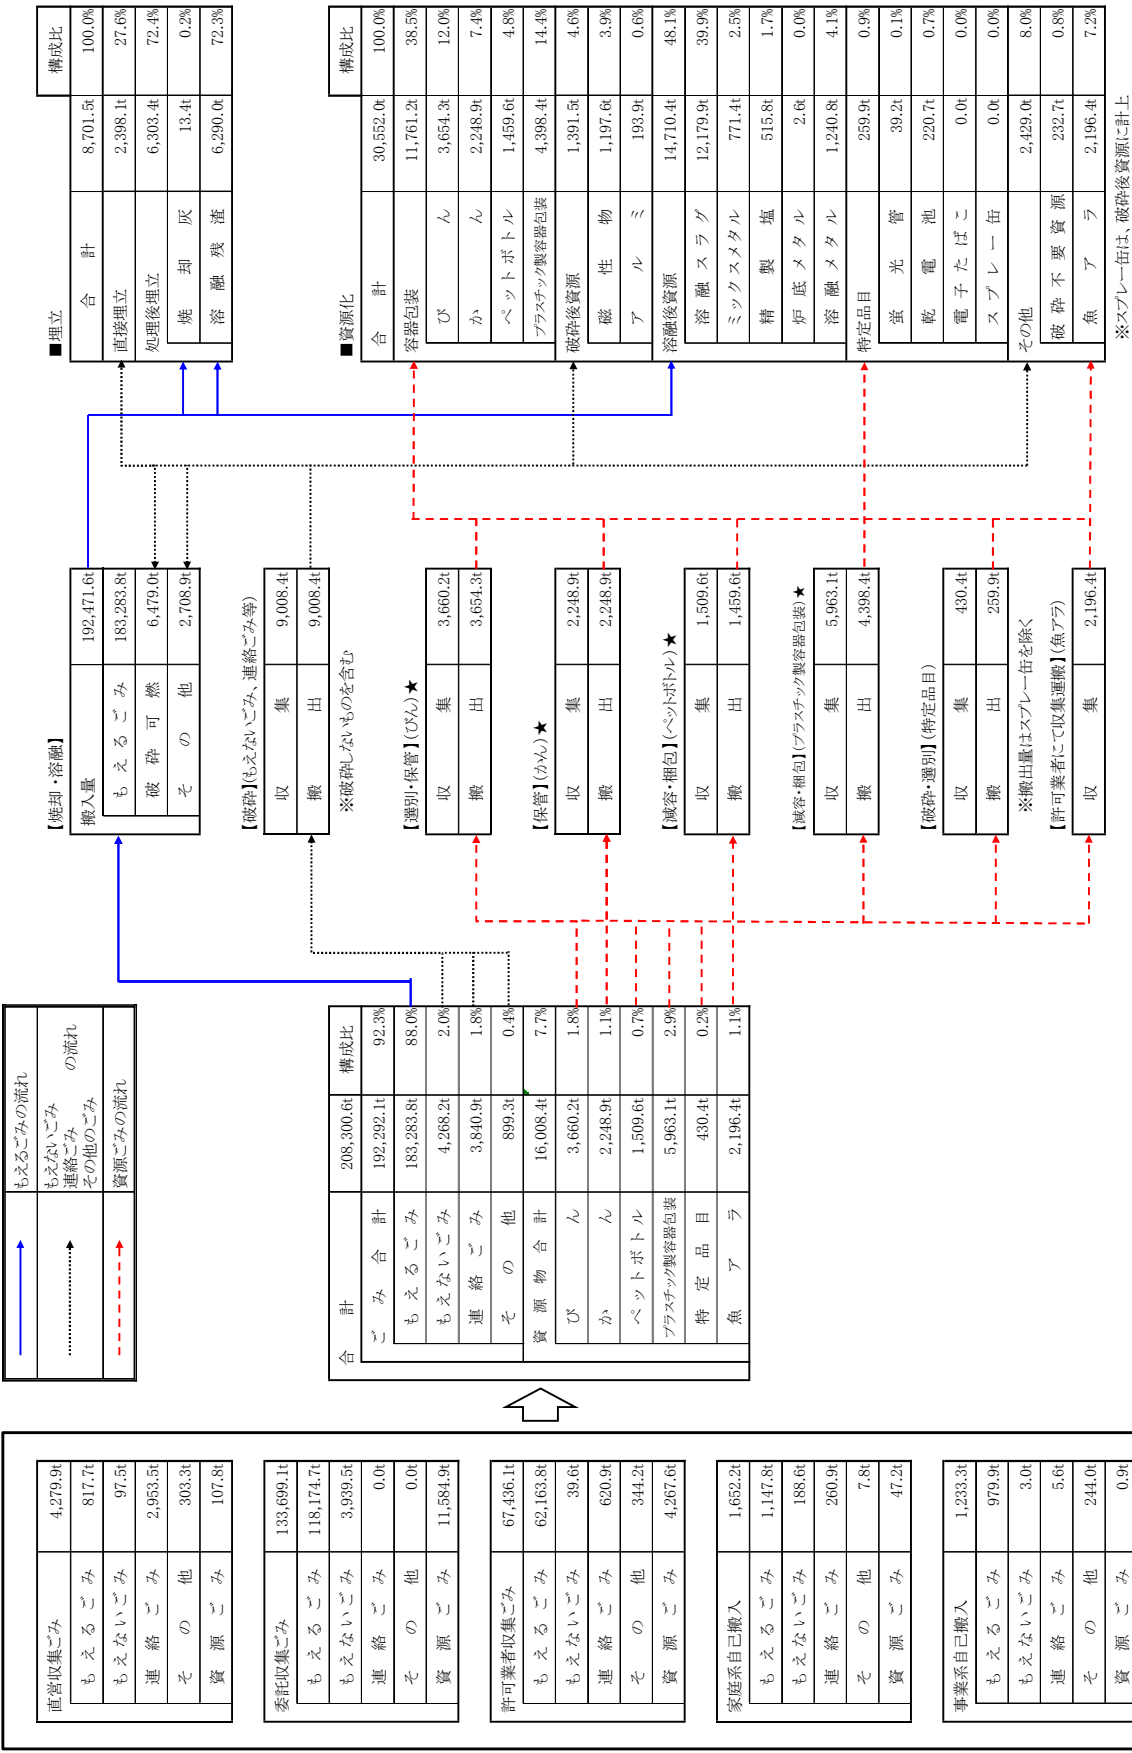 直営収集ごみ 4,279.9t
もえるごみ 817.7t
もえないごみ 97.5t
連絡ごみ 2,953.5t
その他 303.3t
資源ごみ 107.8t
委託収集ごみ 133,699.1t
もえるごみ 118,174.7t
もえないごみ 3,939.5t
連絡ごみ 0.0t
その他 0.0t
資源ごみ 11,584.9t
許可業者収集ごみ 67,436.1t
もえるごみ 62,163.8t
もえないごみ 39.6t
連絡ごみ 620.9t
その他 344.2t
資源ごみ 4,267.6t
家庭系自己搬入 1,652.2t
もえるごみ 1,147.8t
もえないごみ 188.6t
連絡ごみ 260.9t
その他 7.8t
資源ごみ 47.2t
事業系自己搬入 1,233.3t
もえるごみ 979.9t
もえないごみ 3.0t
連絡ごみ 5.6t
その他 244.0t
資源ごみ 0.9t
もえるごみの流れ
もえないごみ
連絡ごみ の流れ
その他のごみ
資源ごみの流れ
合計 208,300.6t 構成比
ごみ合計 192,292.1t 92.3%
もえるごみ 183,283.8t 88.0%
もえないごみ 4,268.2t 2.0%
連絡ごみ 3,840.9t 1.8%
その他 899.3t 0.4%
資源物合計 16,008.4t 7.7%
びん 3,660.2t 1.8%
かん 2,248.9t 1.1%
ペットボトル 1,509.6t 0.7%
プラスチック製容器包装 5,963.1t 2.9%
特定品目 430.4t 0.2%
魚アラ 2,196.4t 1.1%
【焼却・溶融】
搬入量 192,471.6t
もえるごみ 183,283.8t
破砕可燃 6,479.0t
その他 2,708.9t
【破砕】(もえないごみ、連絡ごみ等)
収集 9,008.4t
搬出 9,008.4t
※破砕しないものを含む
【選別・保管】(びん)★
収集 3,660.2t
搬出 3,654.3t
【保管】(かん)★
収集 2,248.9t
搬出 2,248.9t
【減容・梱包】(ペットボトル)★
収集 1,509.6t
搬出 1,459.6t
【減容・梱包】(プラスチック製容器包装)★
収集 5,963.1t
搬出 4,398.4t
【破砕・選別】(特定品目)
収集 430.4t
搬出 259.9t
※搬出量はスプレー缶を除く
【許可業者にて収集運搬】(魚アラ)
収集 2,196.4t
■埋立
構成比
合計 8,701.5t 100.0%
直接埋立 2,398.1t 27.6%
処理後埋立 6,303.4t 72.4%
焼却灰 13.4t 0.2%
溶融残渣 6,290.0t 72.3%
■資源化
構成比
合計 30,552.0t 100.0%
容器包装 11,761.2t 38.5%
びん 3,654.3t 12.0%
かん 2,248.9t 7.4%
ペットボトル 1,459.6t 4.8%
プラスチック製容器包装 4,398.4t 14.4%
破砕後資源 1,391.5t 4.6%
磁性物 1,197.6t 3.9%
アルミ 193.9t 0.6%
溶融後資源 14,710.4t 48.1%
溶融スラグ 12,179.9t 39.9%
ミックスメタル 771.4t 2.5%
精製塩 515.8t 1.7%
炉底メタル 2.6t 0.0%
溶融メタル 1,240.8t 4.1%
特定品目 259.9t 0.9%
蛍光管 39.2t 0.1%
乾電池 220.7t 0.7%
電子たばこ 0.0t 0.0%
スプレー缶 0.0t 0.0%
その他 2,429.0t 8.0%
破砕不要資源 232.7t 0.8%
魚アラ 2,196.4t 7.2%
※スプレー缶は、破砕後資源に計上